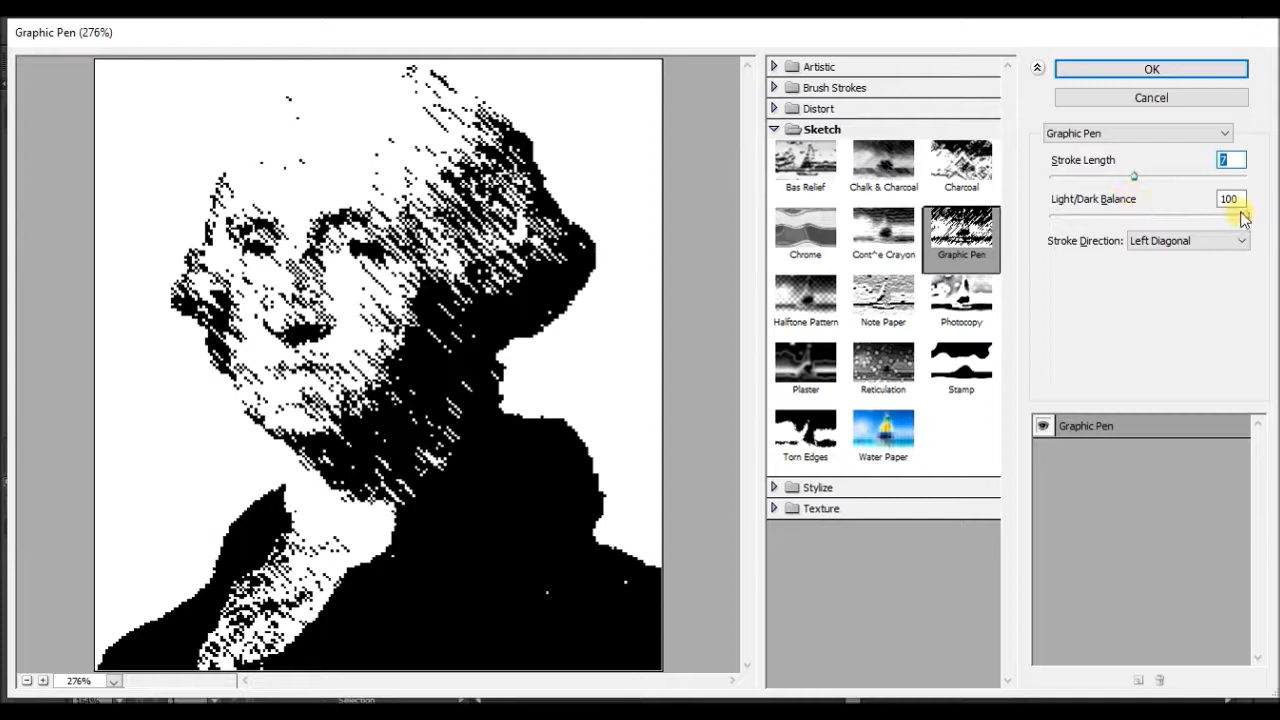 Graphic Pen (276%)
Artistic
Brush Strokes
Distort
Sketch
Bas Relief
Chalk & Charcoal
Charcoal
Chrome
Cont^e Crayon
Graphic Pen
Halftone Pattern
Note Paper
Photocopy
Plaster
Reticulation
Stamp
Torn Edges
Water Paper
Stylize
Texture
OK
Cancel
Graphic Pen
Stroke Length 7
Light/Dark Balance 100
Stroke Direction: Left Diagonal
Graphic Pen
276%
Selection